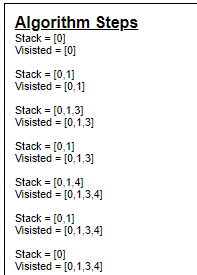 Algorithm Steps
Stack = [0]
Visisted = [0]
Stack = [0,1]
Visisted = [0,1]
Stack = [0,1,3]
Visisted = [0,1,3]
Stack = [0,1]
Visisted = [0,1,3]
Stack = [0,1,4]
Visisted = [0,1,3,4]
Stack = [0,1]
Visisted = [0,1,3,4]
Stack = [0]
Visisted = [0,1,3,4]